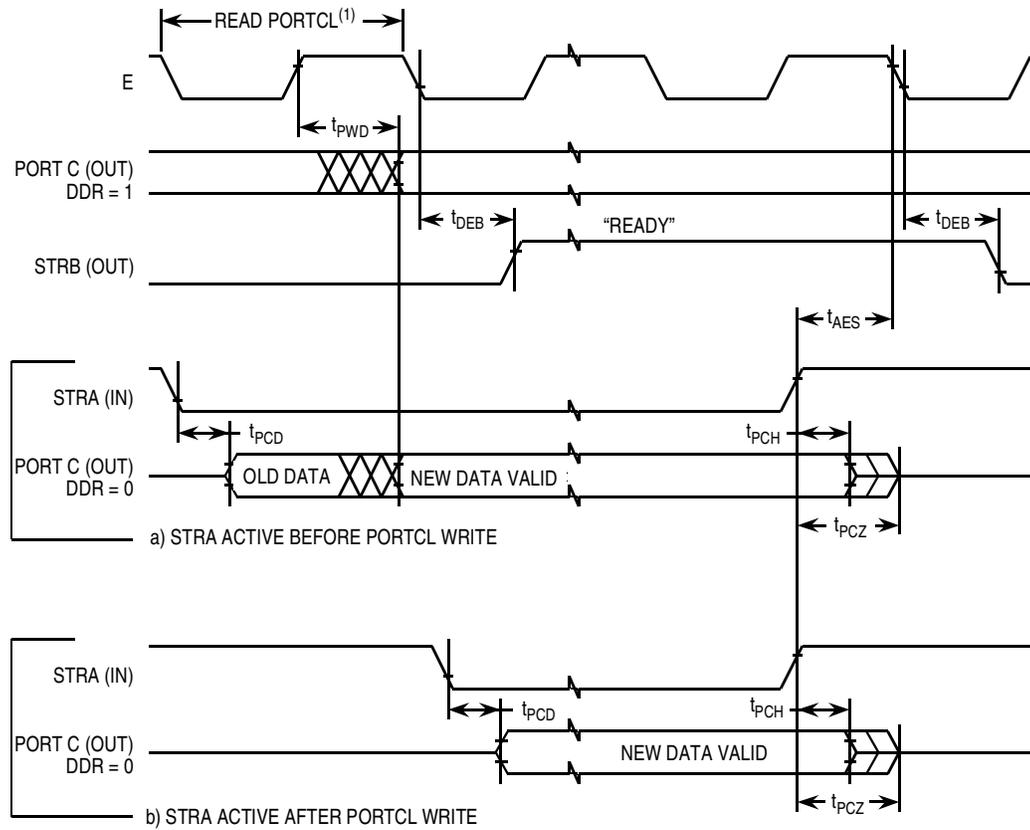 READ PORTCL(1)
E
tPWD
PORT C (OUT)
DDR = 1
tDEB
"READY"
tDEB
STRB (OUT)
tAES
STRA (IN)
tPCD
tPCH
PORT C (OUT)
DDR = 0
OLD DATA
NEW DATA VALID
tPCZ
a) STRA ACTIVE BEFORE PORTCL WRITE
STRA (IN)
tPCD
tPCH
PORT C (OUT)
DDR = 0
NEW DATA VALID
tPCZ
b) STRA ACTIVE AFTER PORTCL WRITE